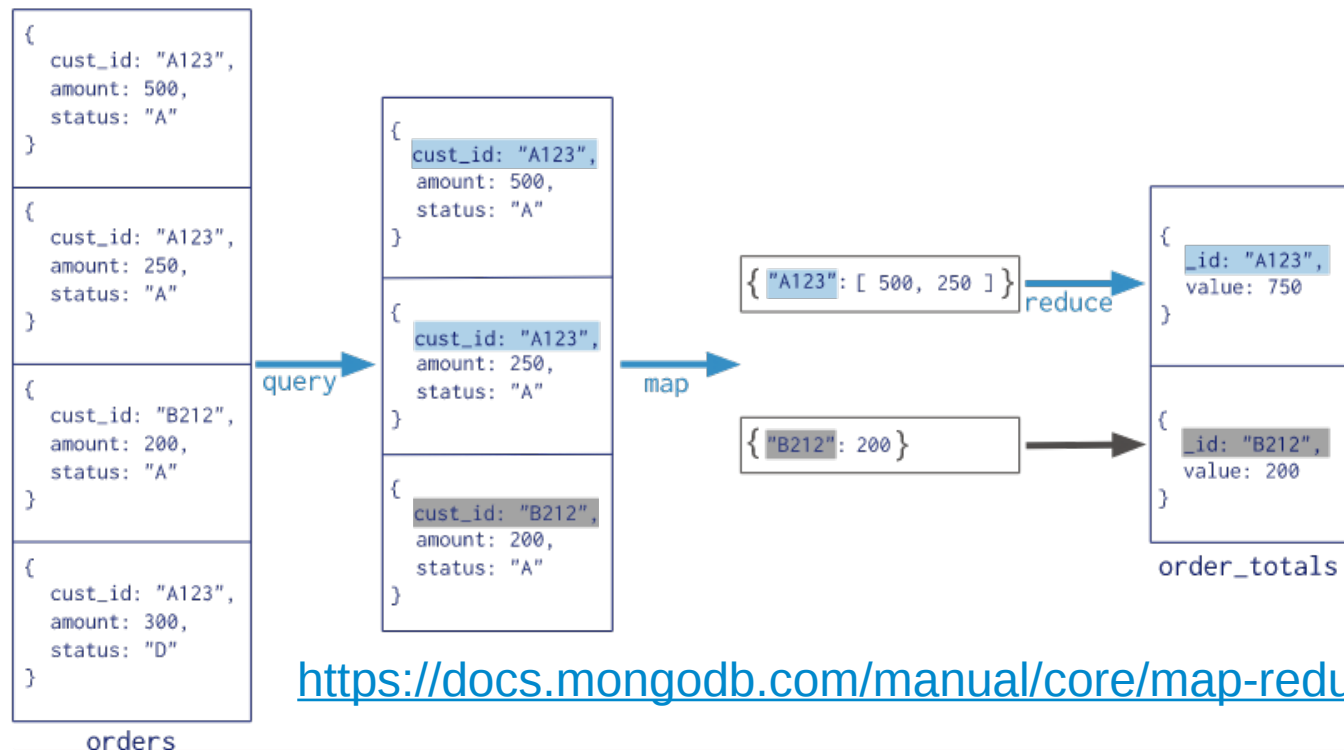 {
cust_id: "A123",
amount: 500,
status: "A"
}
{
cust_id: "A123",
amount: 250,
status: "A"
}
{
cust_id: "B212",
amount: 200,
status: "A"
}
{
cust_id: "A123",
amount: 300,
status: "D"
}
orders
query
{
cust_id: "A123",
amount: 500,
status: "A"
}
{
cust_id: "A123",
amount: 250,
status: "A"
}
{
cust_id: "B212",
amount: 200,
status: "A"
}
map
{ "A123": [ 500, 250 ] }
{ "B212": 200 }
reduce
{
_id: "A123",
value: 750
}
{
_id: "B212",
value: 200
}
order_totals
https://docs.mongodb.com/manual/core/map-redu